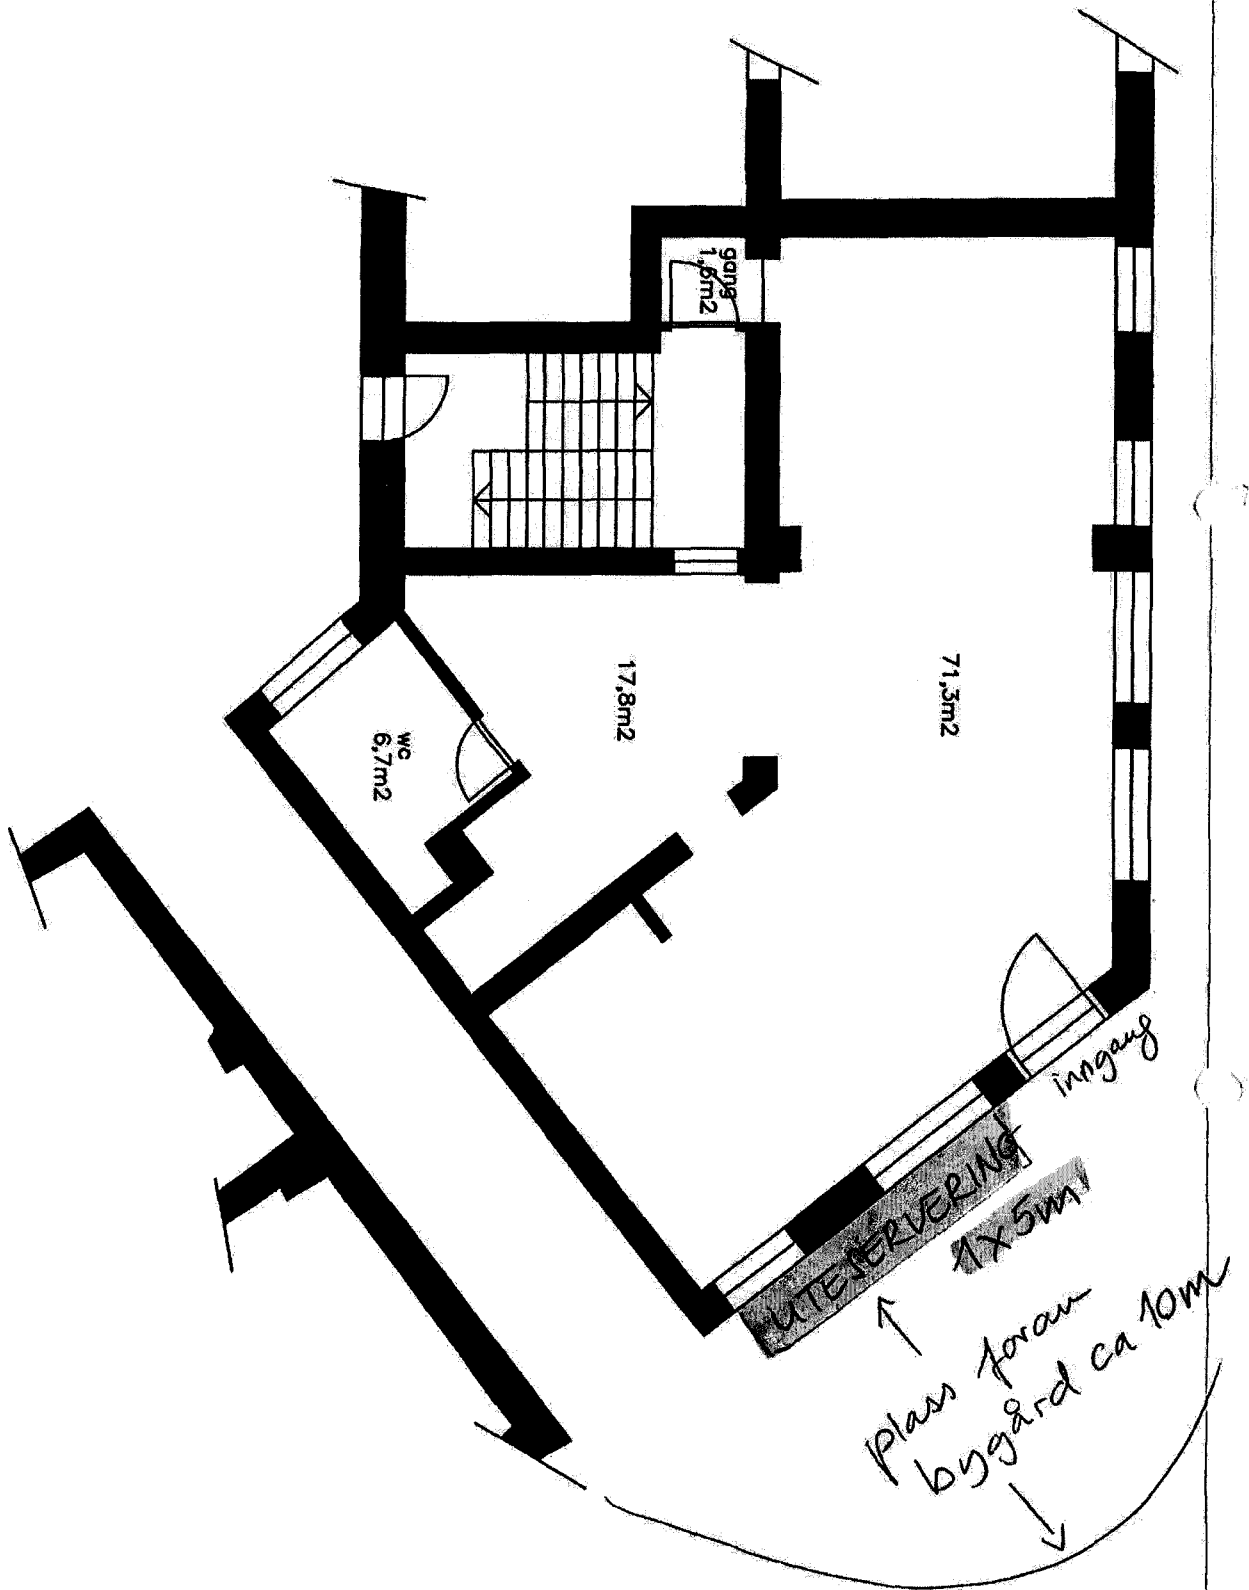 gang
1,6m2
71,3m2
17,8m2
wc
6,7m2
inngang
UTESERVERING
1x5m
plass foran
bygård ca 10m